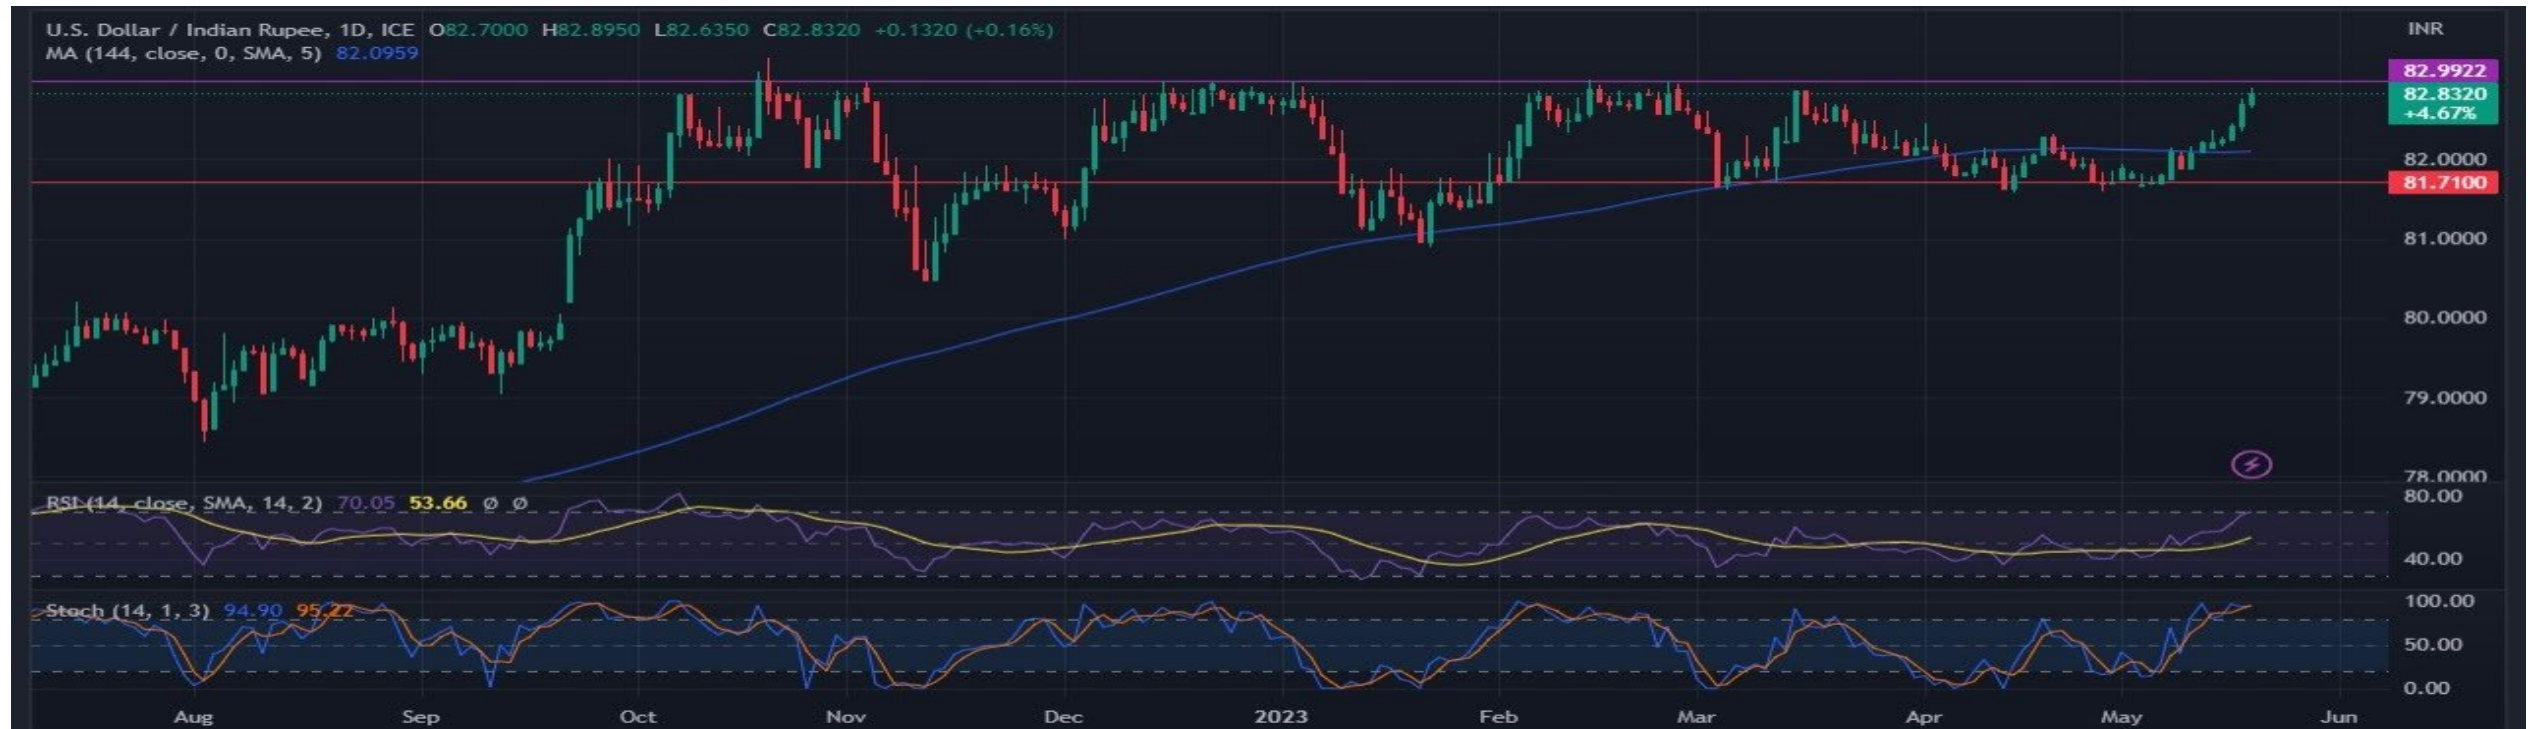 U.S. Dollar / Indian Rupee, 1D, ICE O82.7000 H82.8950 L82.6350 C82.8320 +0.1320 (+0.16%)
INR
MA (144, close, 0, SMA, 5) 82.0959
82.9922
82.8320
+4.67%
82.0000
81.7100
81.0000
80.0000
79.0000
78.0000
RSI (14, close, SMA, 14, 2) 70.05 53.66 Ø Ø
80.00
40.00
Stoch (14, 1, 3) 94.90 95.22
100.00
50.00
0.00
Aug Sep Oct Nov Dec 2023 Feb Mar Apr May Jun